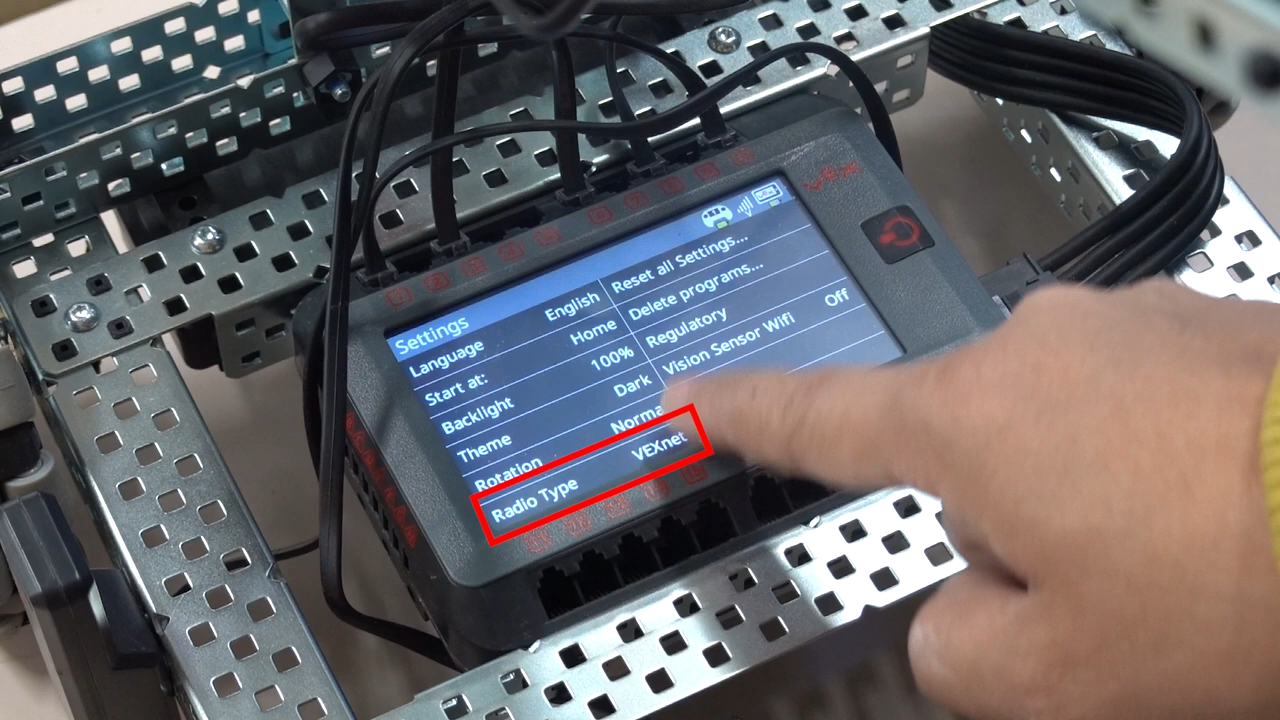 Settings
Language English
Start at: Home
Backlight 100%
Theme Dark
Rotation Norma
Radio Type VEXnet
Reset all Settings...
Delete programs...
Regulatory
Vision Sensor Wifi Off